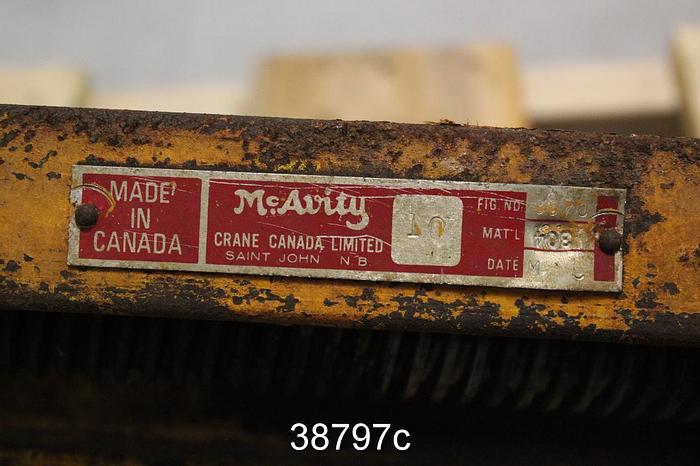 MADE
IN
CANADA
McAvity
CRANE CANADA LIMITED
SAINT JOHN N.B.
10
FIG NO
MAT'L
DATE
38797c